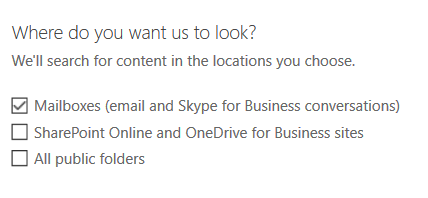 Where do you want us to look?
We'll search for content in the locations you choose.
Mailboxes (email and Skype for Business conversations)
SharePoint Online and OneDrive for Business sites
All public folders